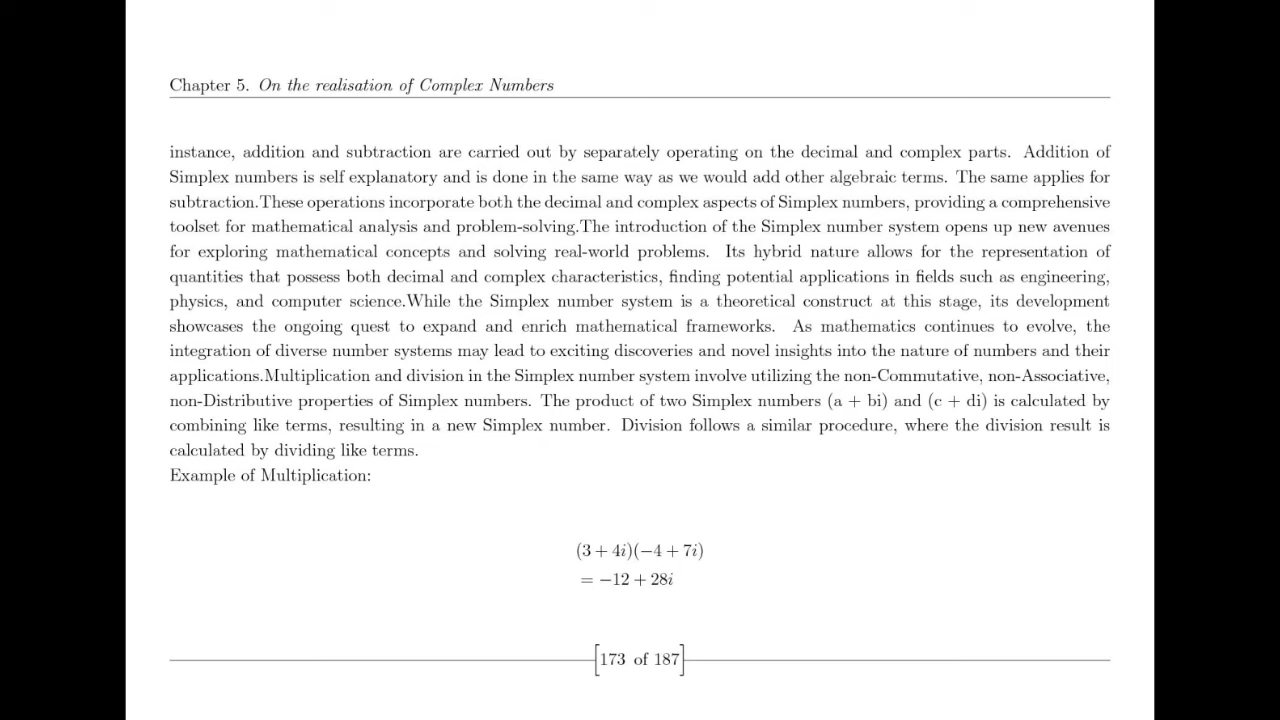 Chapter 5. On the realisation of Complex Numbers
instance, addition and subtraction are carried out by separately operating on the decimal and complex parts. Addition of
Simplex numbers is self explanatory and is done in the same way as we would add other algebraic terms. The same applies for
subtraction.These operations incorporate both the decimal and complex aspects of Simplex numbers, providing a comprehensive
toolset for mathematical analysis and problem-solving.The introduction of the Simplex number system opens up new avenues
for exploring mathematical concepts and solving real-world problems. Its hybrid nature allows for the representation of
quantities that possess both decimal and complex characteristics, finding potential applications in fields such as engineering,
physics, and computer science.While the Simplex number system is a theoretical construct at this stage, its development
showcases the ongoing quest to expand and enrich mathematical frameworks. As mathematics continues to evolve, the
integration of diverse number systems may lead to exciting discoveries and novel insights into the nature of numbers and their
applications.Multiplication and division in the Simplex number system involve utilizing the non-Commutative, non-Associative,
non-Distributive properties of Simplex numbers. The product of two Simplex numbers (a + bi) and (c + di) is calculated by
combining like terms, resulting in a new Simplex number. Division follows a similar procedure, where the division result is
calculated by dividing like terms.
Example of Multiplication:
(3 + 4i)(−4 + 7i)
= −12 + 28i
[173 of 187]